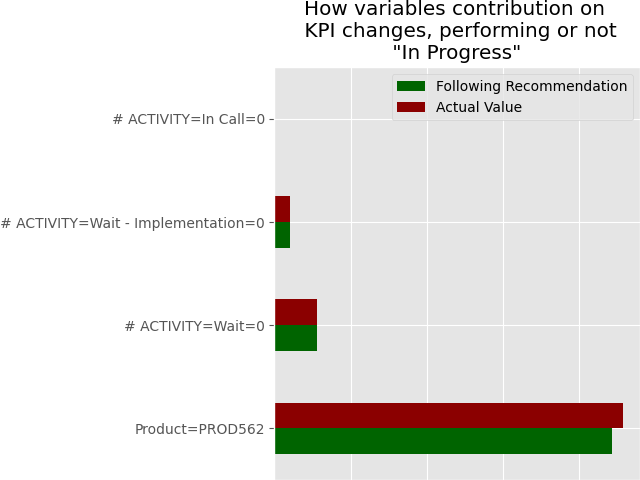 How variables contribution on
KPI changes, performing or not
"In Progress"
Following Recommendation
Actual Value
# ACTIVITY=In Call=0
# ACTIVITY=Wait - Implementation=0
# ACTIVITY=Wait=0
Product=PROD562